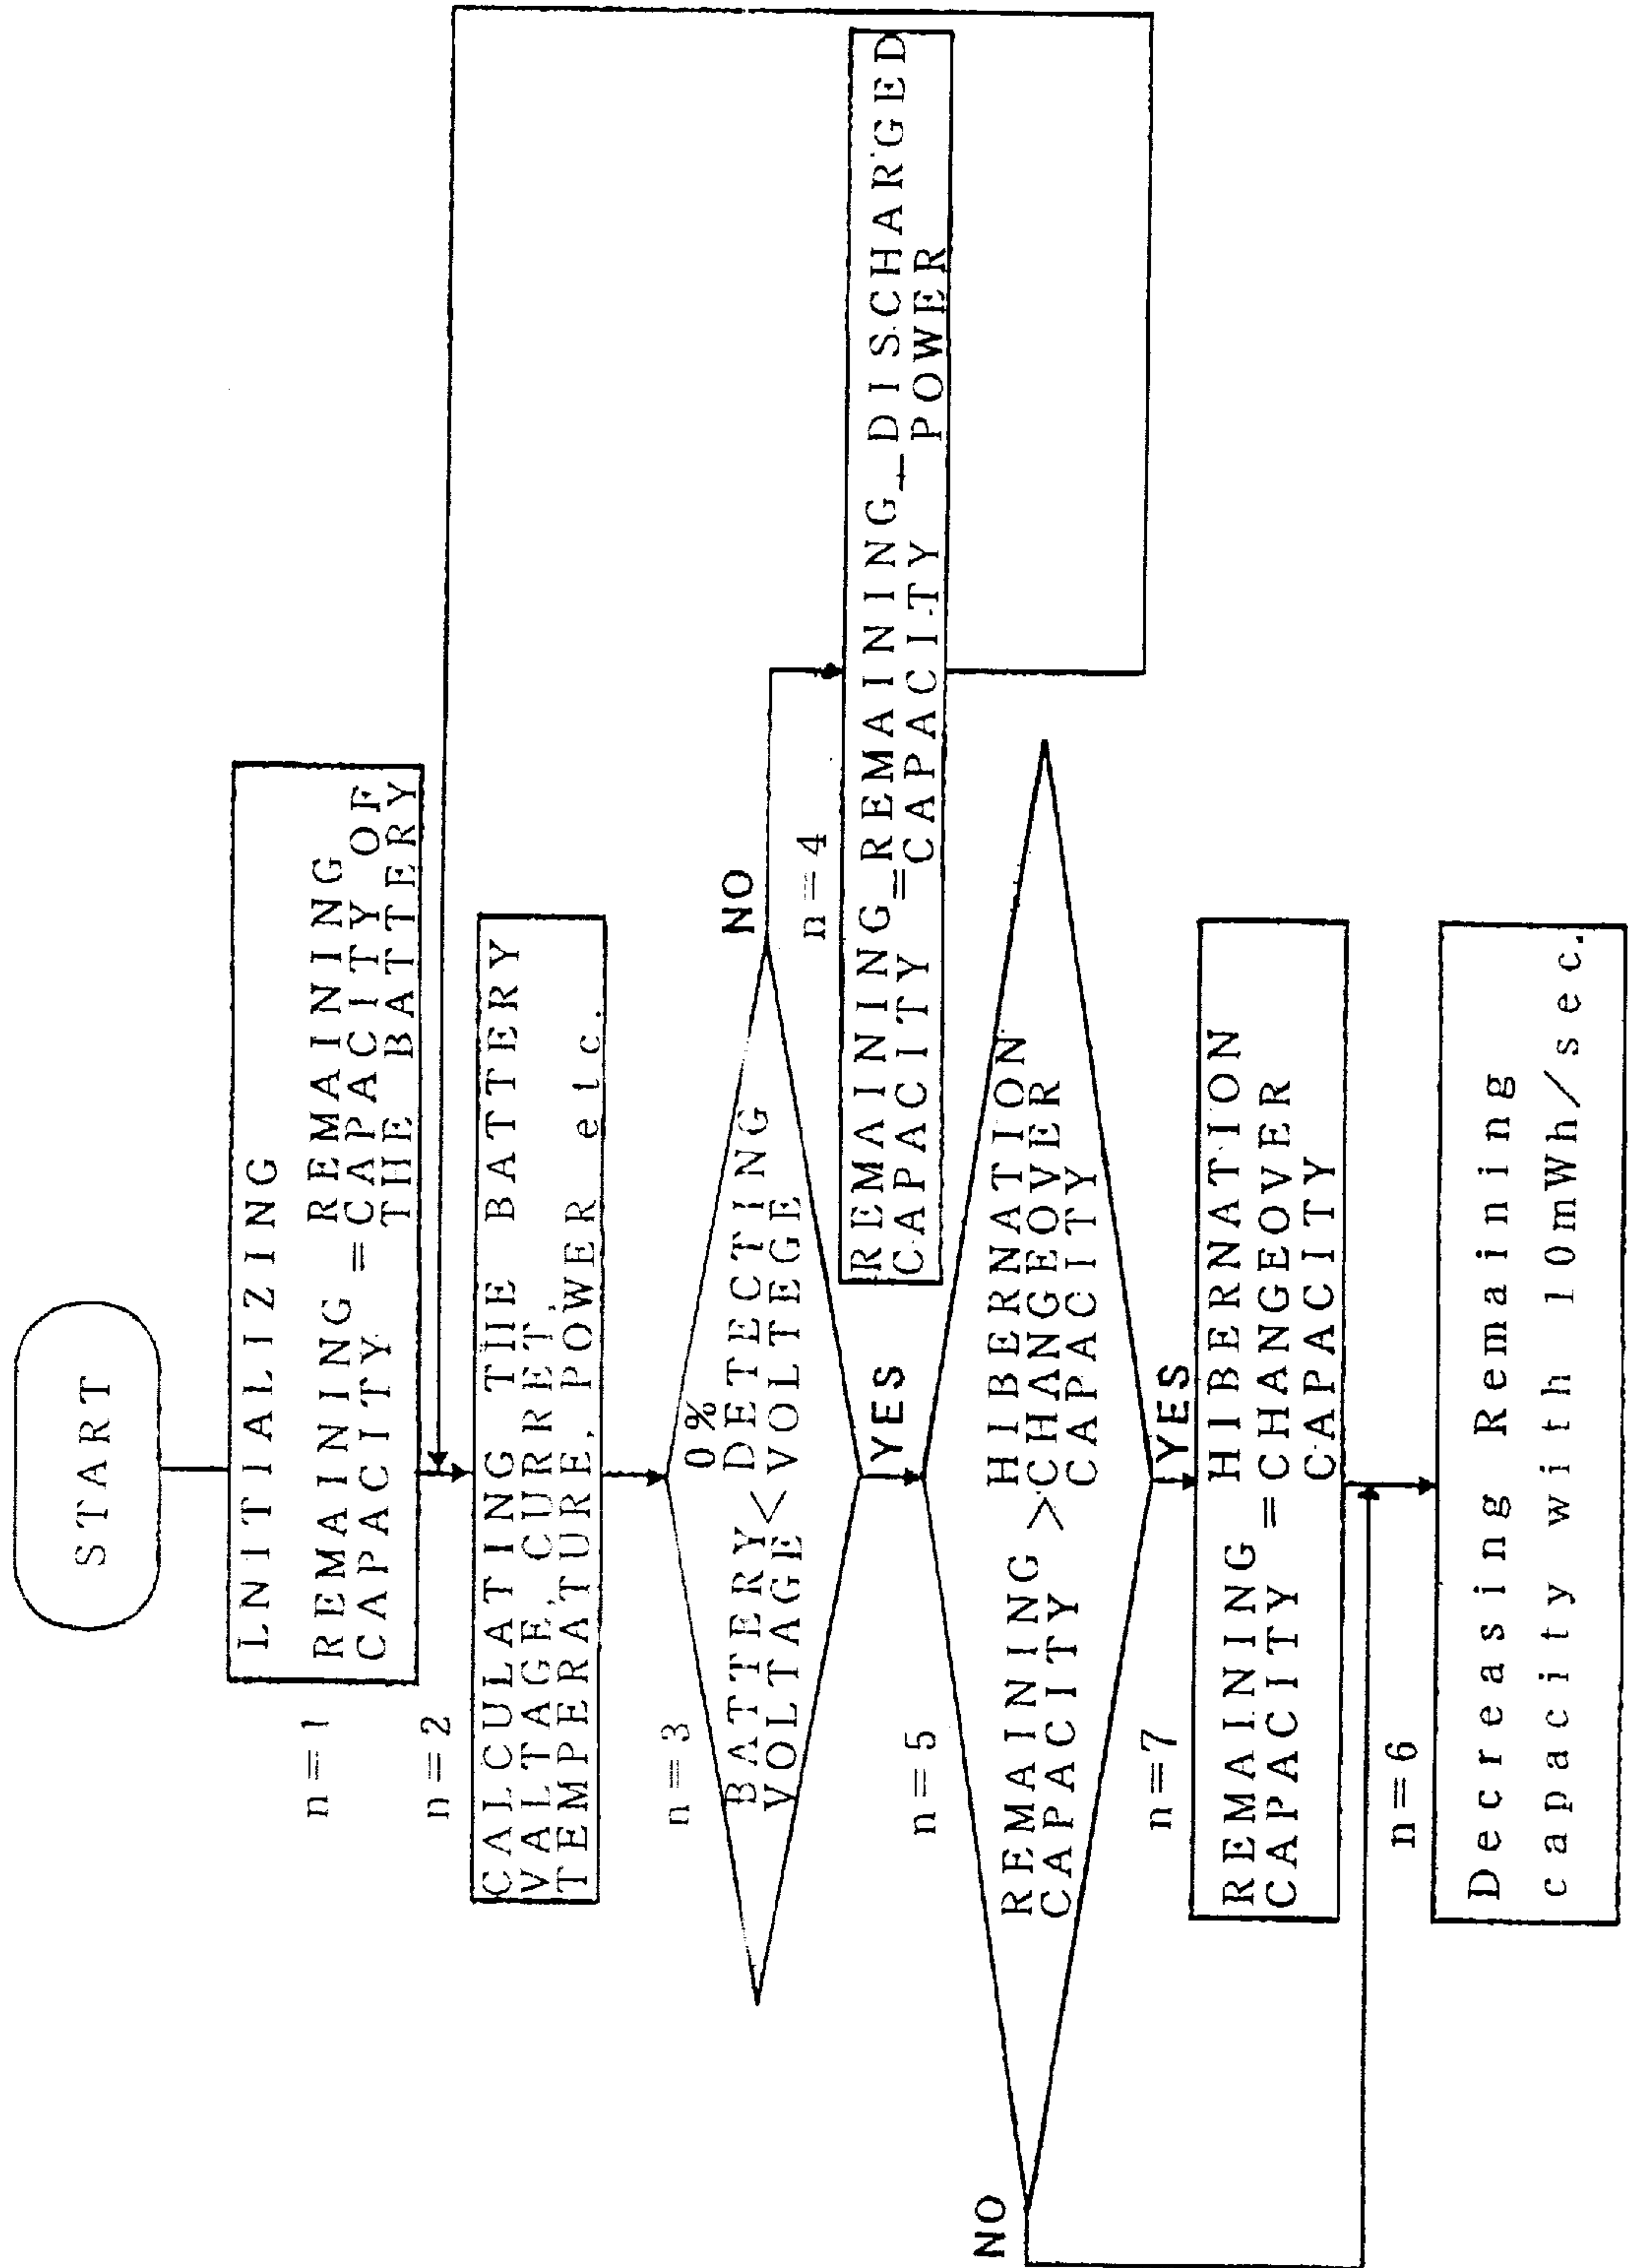 START
n=1
LNITIALIZING
REMAINING CAPACITY = REMAINING CAPACITY OF THE BATTERY
n=2
CALCULATING THE BATTERY
VALTAGE, CURRET,
TEMPERATURE, POWER etc.
n=3
BATTERY VOLTAGE < 0% DETECTING VOLTEGE
NO
YES
n=4
REMAINING CAPACITY = REMAINING CAPACITY - DISCHARGED POWER
n=5
REMAINING CAPACITY > HIBERNATION CHANGEOVER CAPACITY
NO
YES
n=7
REMAINING CAPACITY = HIBERNATION CHANGEOVER CAPACITY
n=6
Decreasing Remaining
capacity with 10mWh/sec.